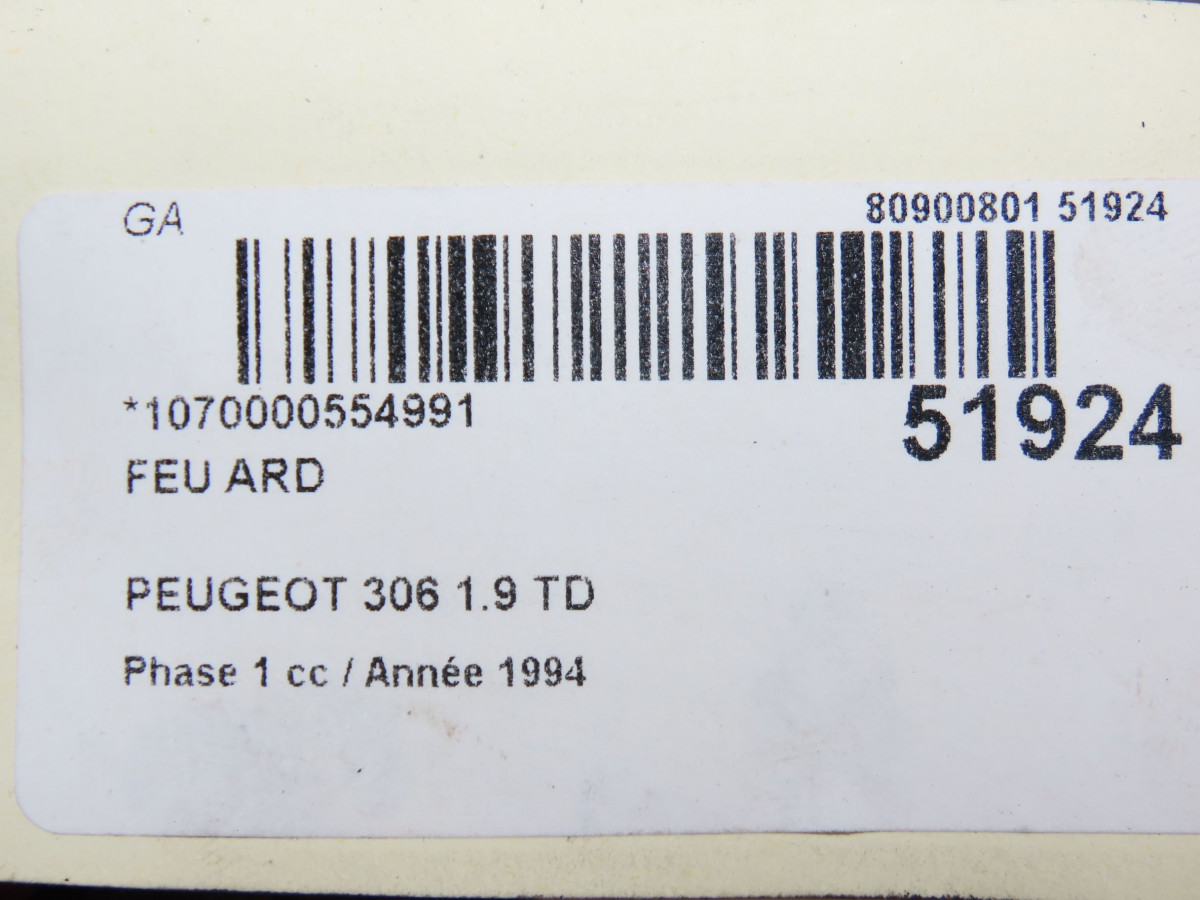 GA
80900801 51924
*1070000554991
51924
FEU ARD
PEUGEOT 306 1.9 TD
Phase 1 cc / Année 1994